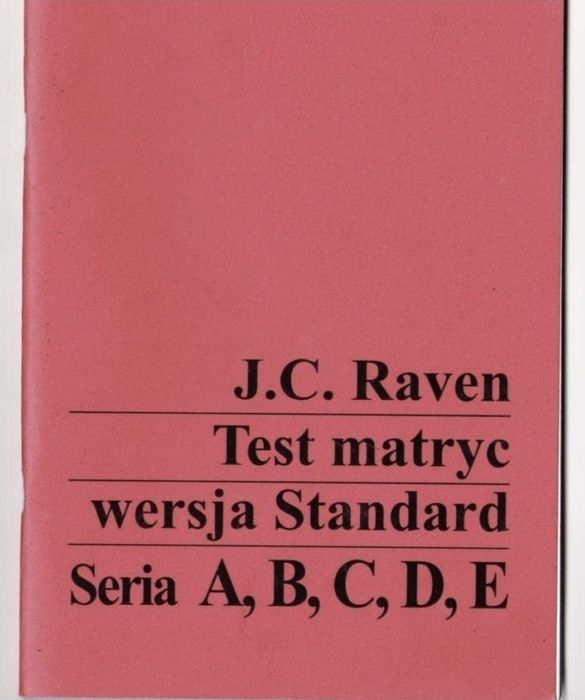 J.C. Raven
Test matryc
wersja Standard
Seria A, B, C, D, E